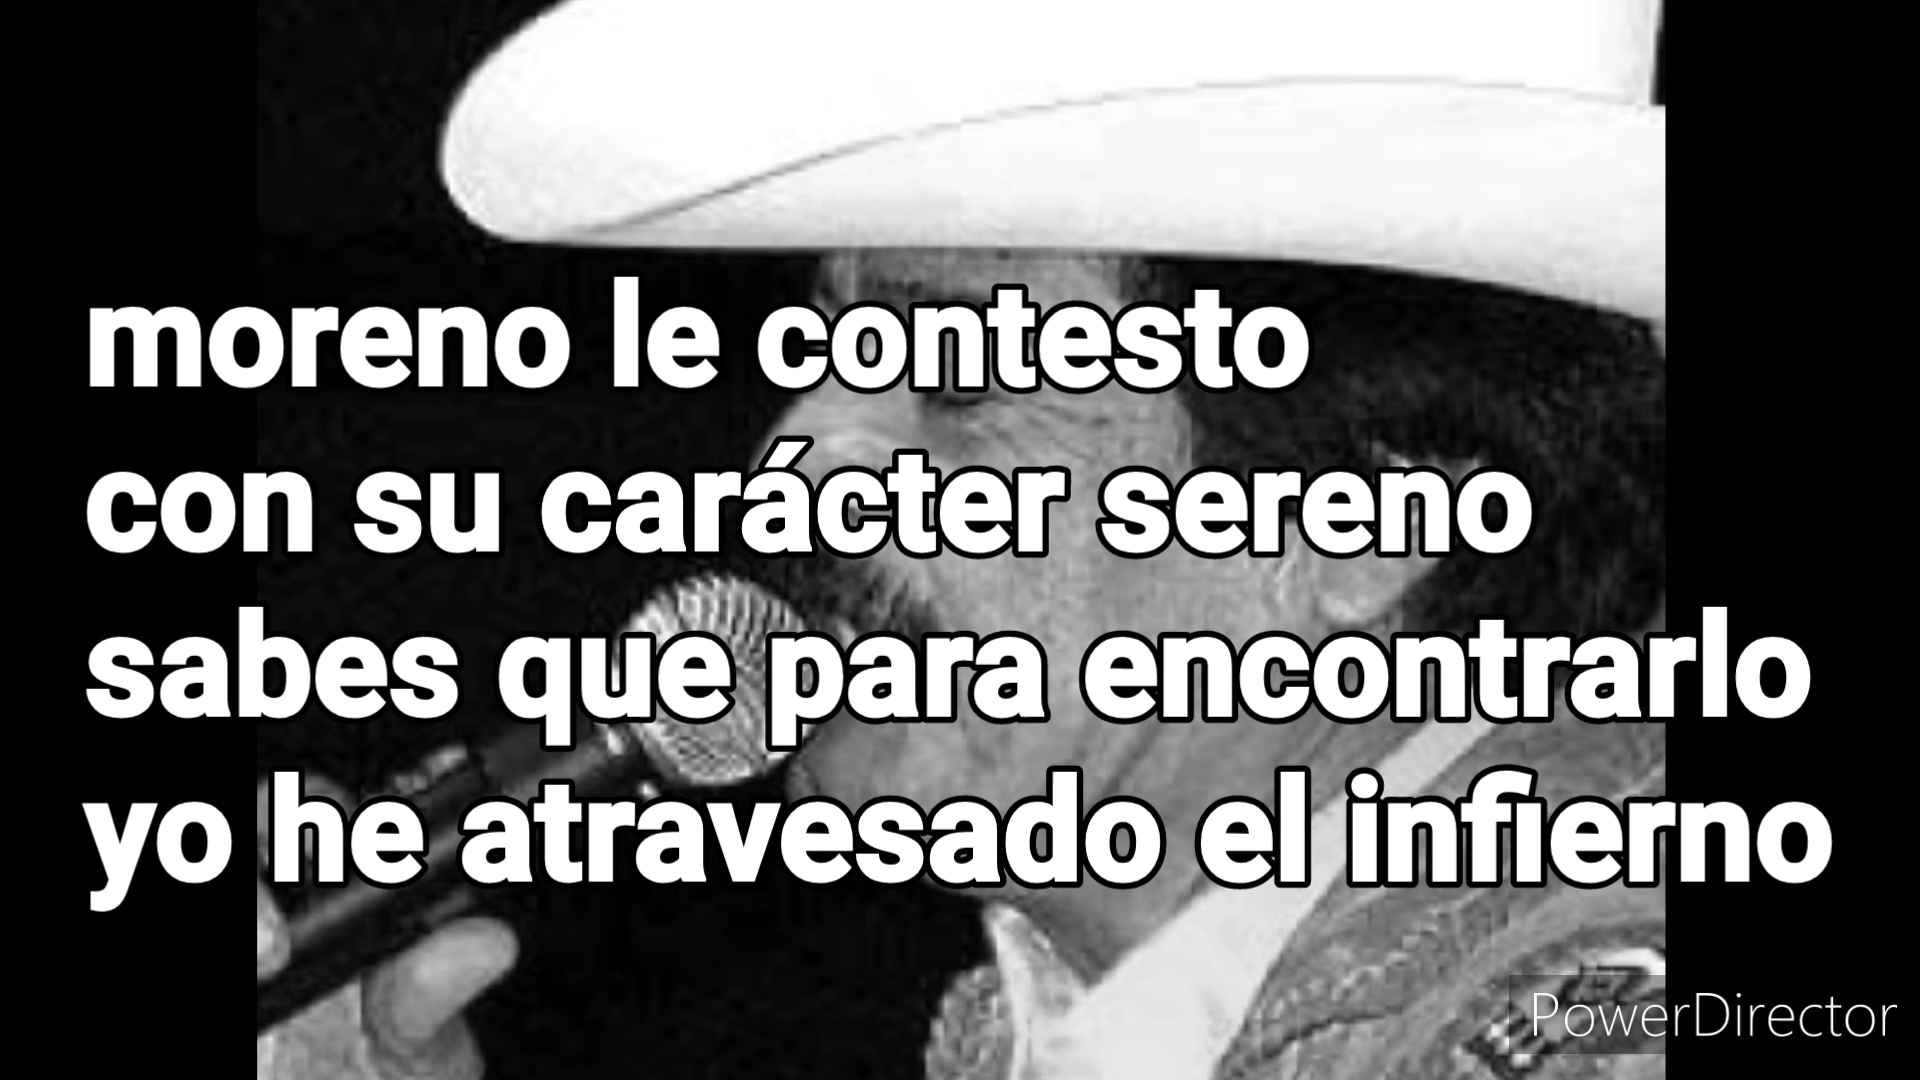 moreno le contesto
con su carácter sereno
sabes que para encontrarlo
yo he atravesado el infierno
PowerDirector